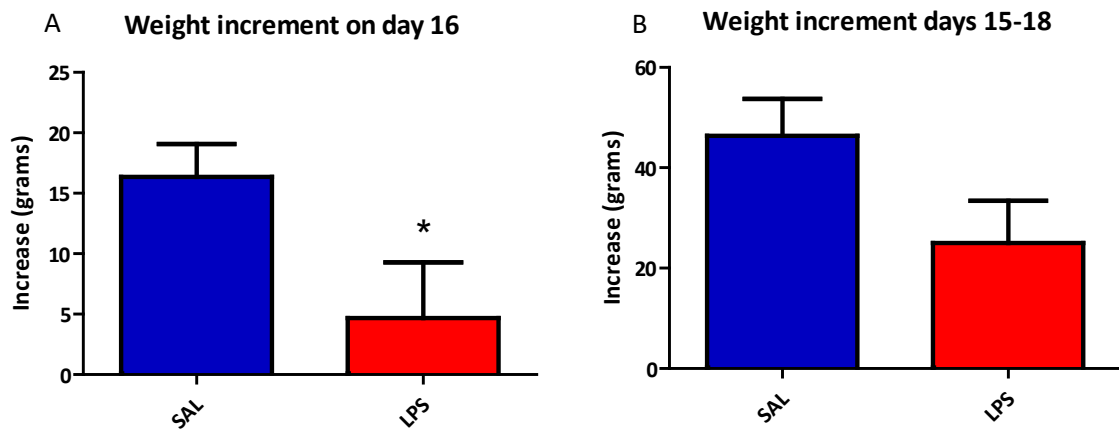 A
Weight increment on day 16
Increase (grams)
25
20
15
10
5
0
*
SAL
LPS
B
Weight increment days 15-18
Increase (grams)
60
40
20
0
SAL
LPS